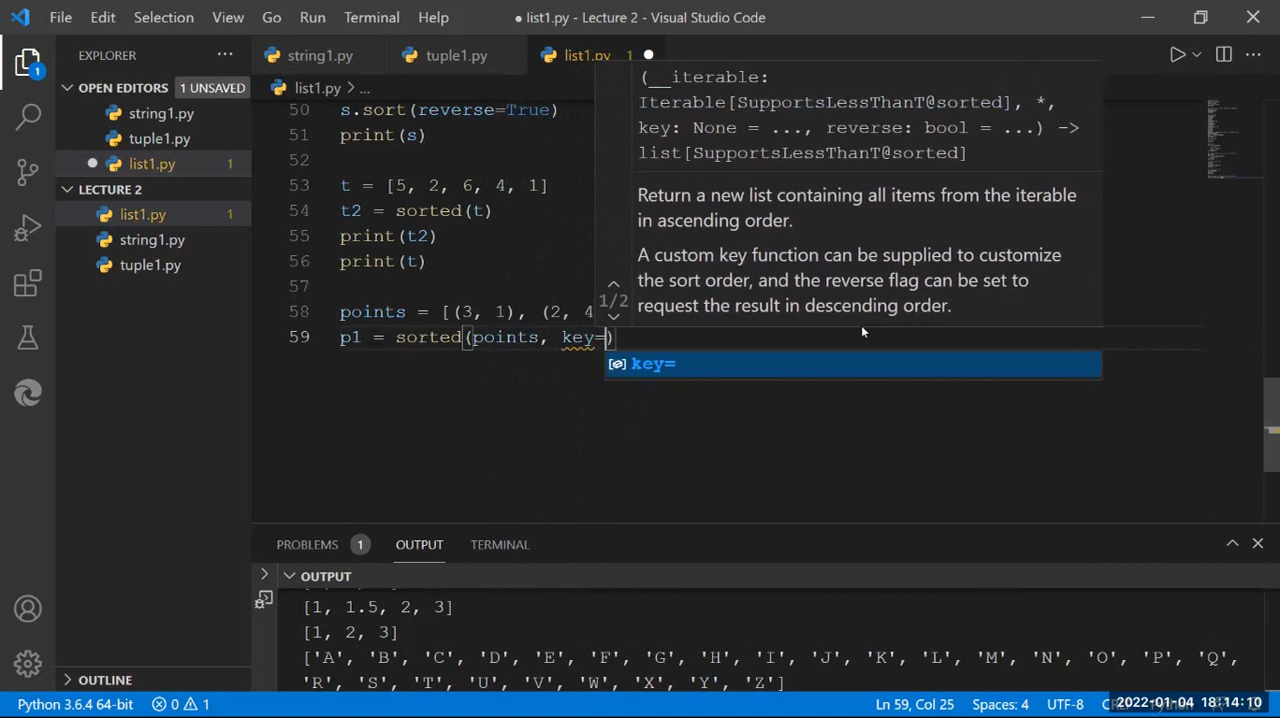 File Edit Selection View Go Run Terminal Help ● list1.py - Lecture 2 - Visual Studio Code
EXPLORER ...
string1.py tuple1.py list1.py 1
OPEN EDITORS 1 UNSAVED
string1.py
tuple1.py
list1.py 1
LECTURE 2
list1.py 1
string1.py
tuple1.py
OUTLINE
1
list1.py > ...
50 s.sort(reverse=True)
51 print(s)
52
53 t = [5, 2, 6, 4, 1]
54 t2 = sorted(t)
55 print(t2)
56 print(t)
57
58 points = [(3, 1), (2, 4
59 p1 = sorted(points, key=)
(__iterable:
Iterable[SupportsLessThanT@sorted], *,
key: None = ..., reverse: bool = ...) ->
list[SupportsLessThanT@sorted]
Return a new list containing all items from the iterable
in ascending order.
A custom key function can be supplied to customize
the sort order, and the reverse flag can be set to
request the result in descending order.
1/2
key=
PROBLEMS 1 OUTPUT TERMINAL
OUTPUT
[1, 1.5, 2, 3]
[1, 2, 3]
['A', 'B', 'C', 'D', 'E', 'F', 'G', 'H', 'I', 'J', 'K', 'L', 'M', 'N', 'O', 'P', 'Q',
'R', 'S', 'T', 'U', 'V', 'W', 'X', 'Y', 'Z']
Python 3.6.4 64-bit 0 1 Ln 59, Col 25 Spaces: 4 UTF-8 2022-01-04 18:14:10